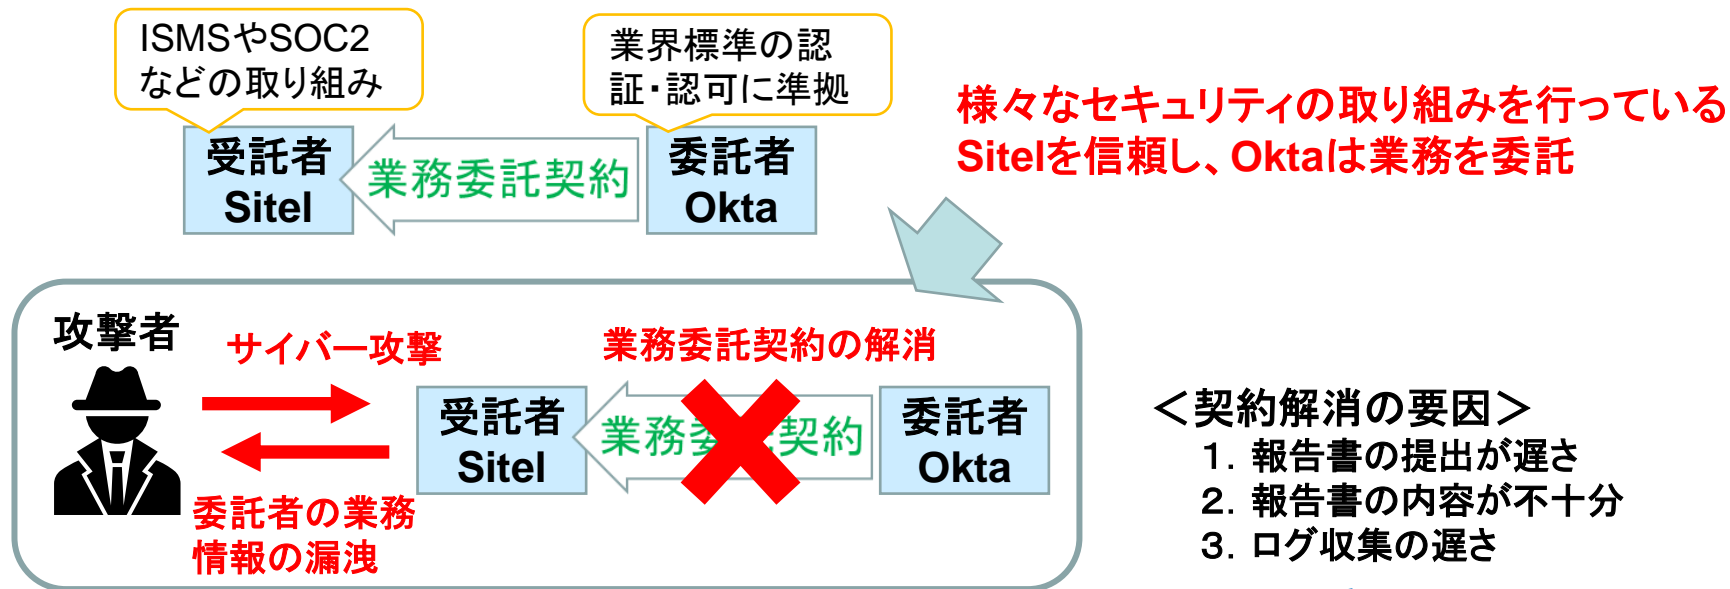 ISMSやSOC2
などの取り組み
業界標準の認
証・認可に準拠
様々なセキュリティの取り組みを行っている
Sitelを信頼し、Oktaは業務を委託
受託者
Sitel
業務委託契約
委託者
Okta
攻撃者
サイバー攻撃
業務委託契約の解消
受託者
Sitel
業務委託契約
委託者
Okta
委託者の業務
情報の漏洩
＜契約解消の要因＞
１．報告書の提出が遅さ
２．報告書の内容が不十分
３．ログ収集の遅さ